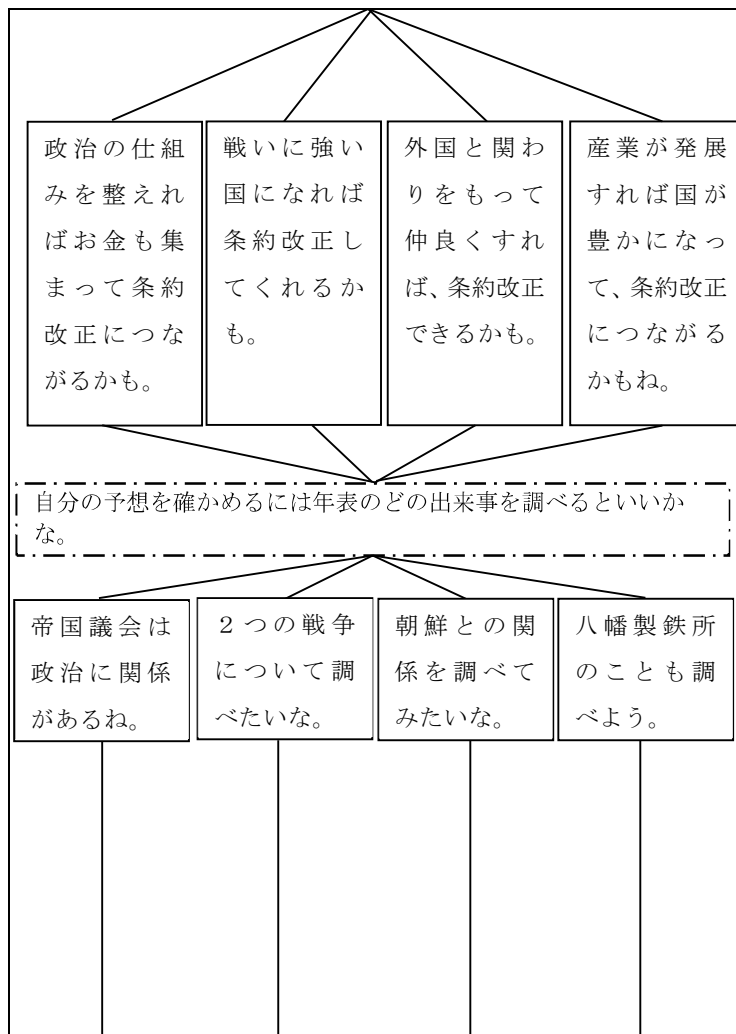 政治の仕組
みを整えれ
ばお金も集
まって条約
改正につな
がるかも。
戦いに強い
国になれば
条約改正し
てくれるか
も。
外国と関わ
りをもって
仲良くすれ
ば、条約改正
できるかも。
産業が発展
すれば国が
豊かになっ
て、条約改正
につながる
かもね。
自分の予想を確かめるには年表のどの出来事を調べるといいか
な。
帝国議会は
政治に関係
があるね。
２つの戦争
について調
べたいな。
朝鮮との関
係を調べて
みたいな。
八幡製鉄所
のことも調
べよう。